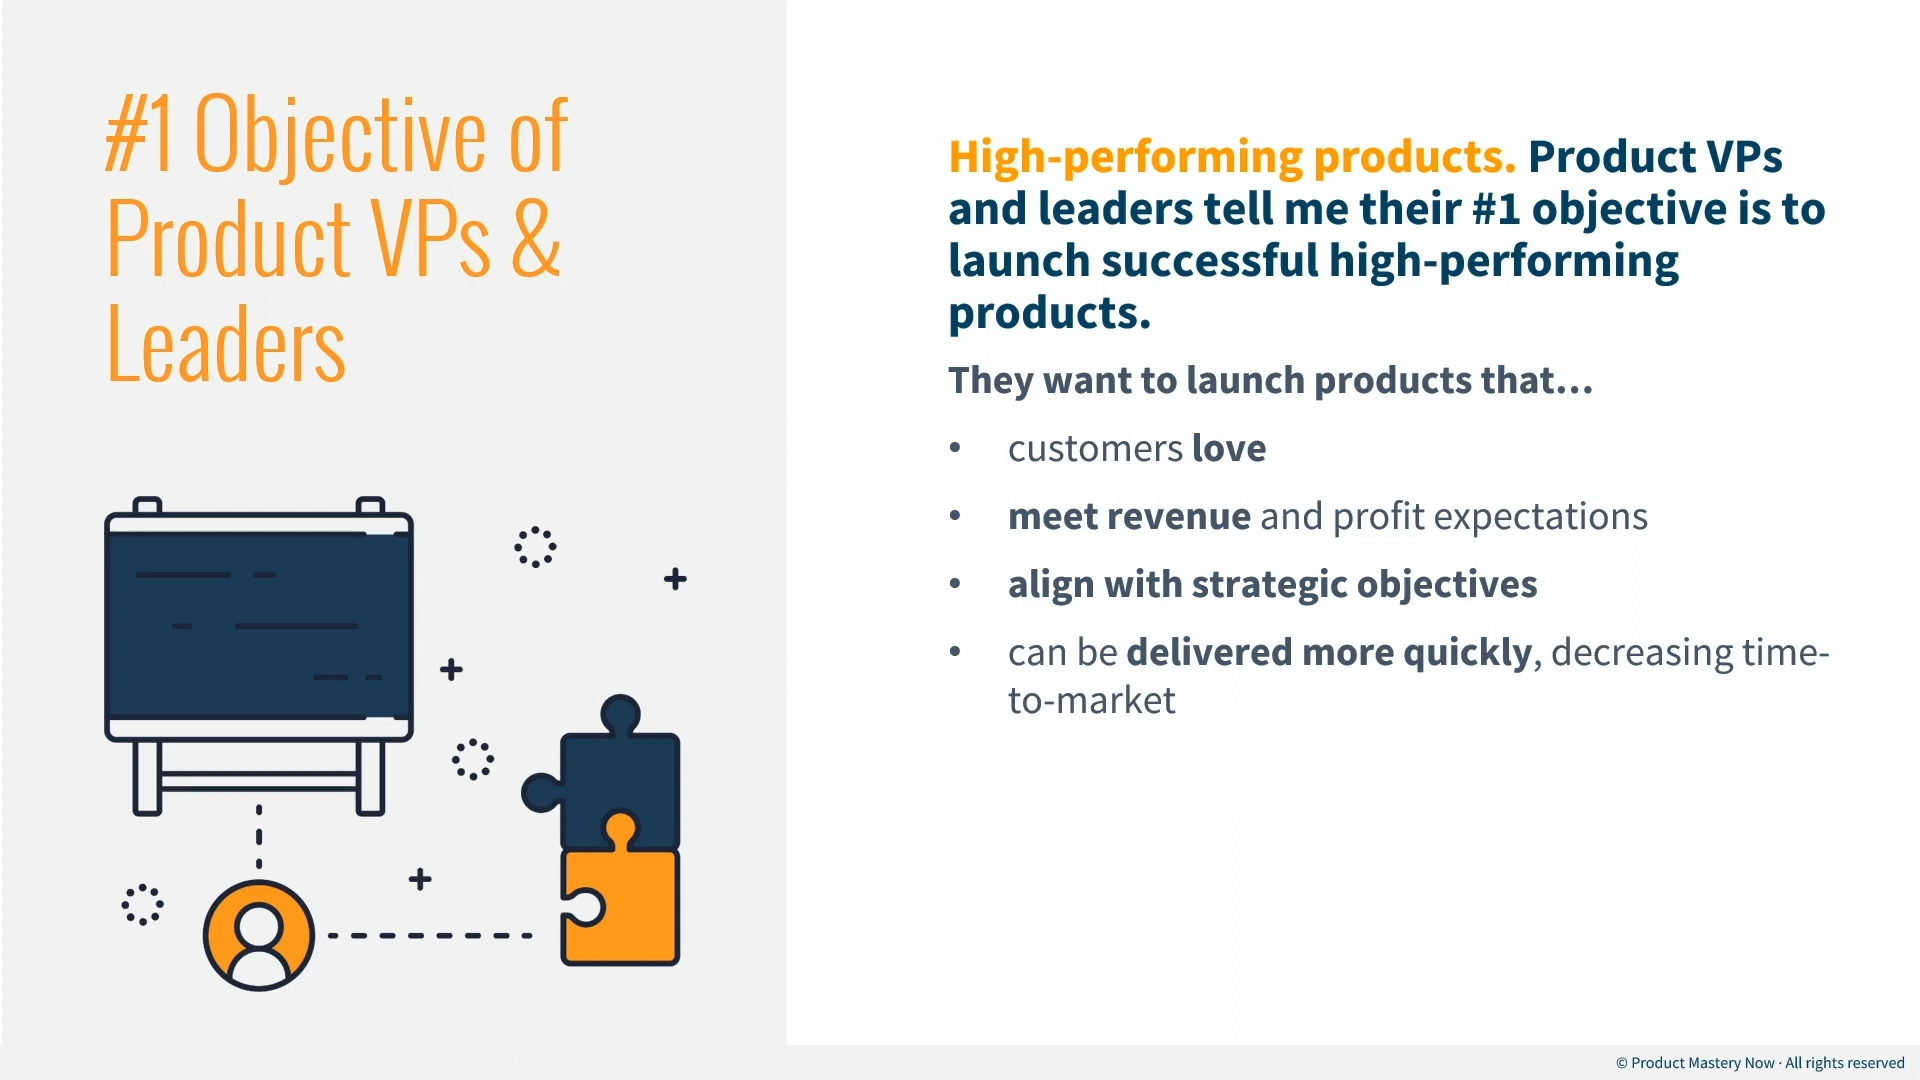 #1 Objective of
Product VPs &
Leaders
High-performing products. Product VPs
and leaders tell me their #1 objective is to
launch successful high-performing
products.
They want to launch products that…
• customers love
• meet revenue and profit expectations
• align with strategic objectives
• can be delivered more quickly, decreasing time-
to-market
© Product Mastery Now · All rights reserved